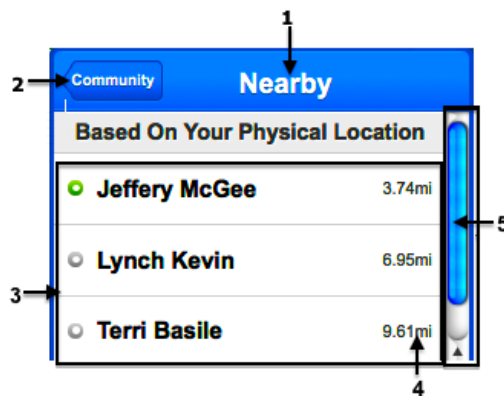 1
2 Community Nearby
Based On Your Physical Location
Jeffery McGee 3.74mi
5
Lynch Kevin 6.95mi
3
Terri Basile 9.61mi
4